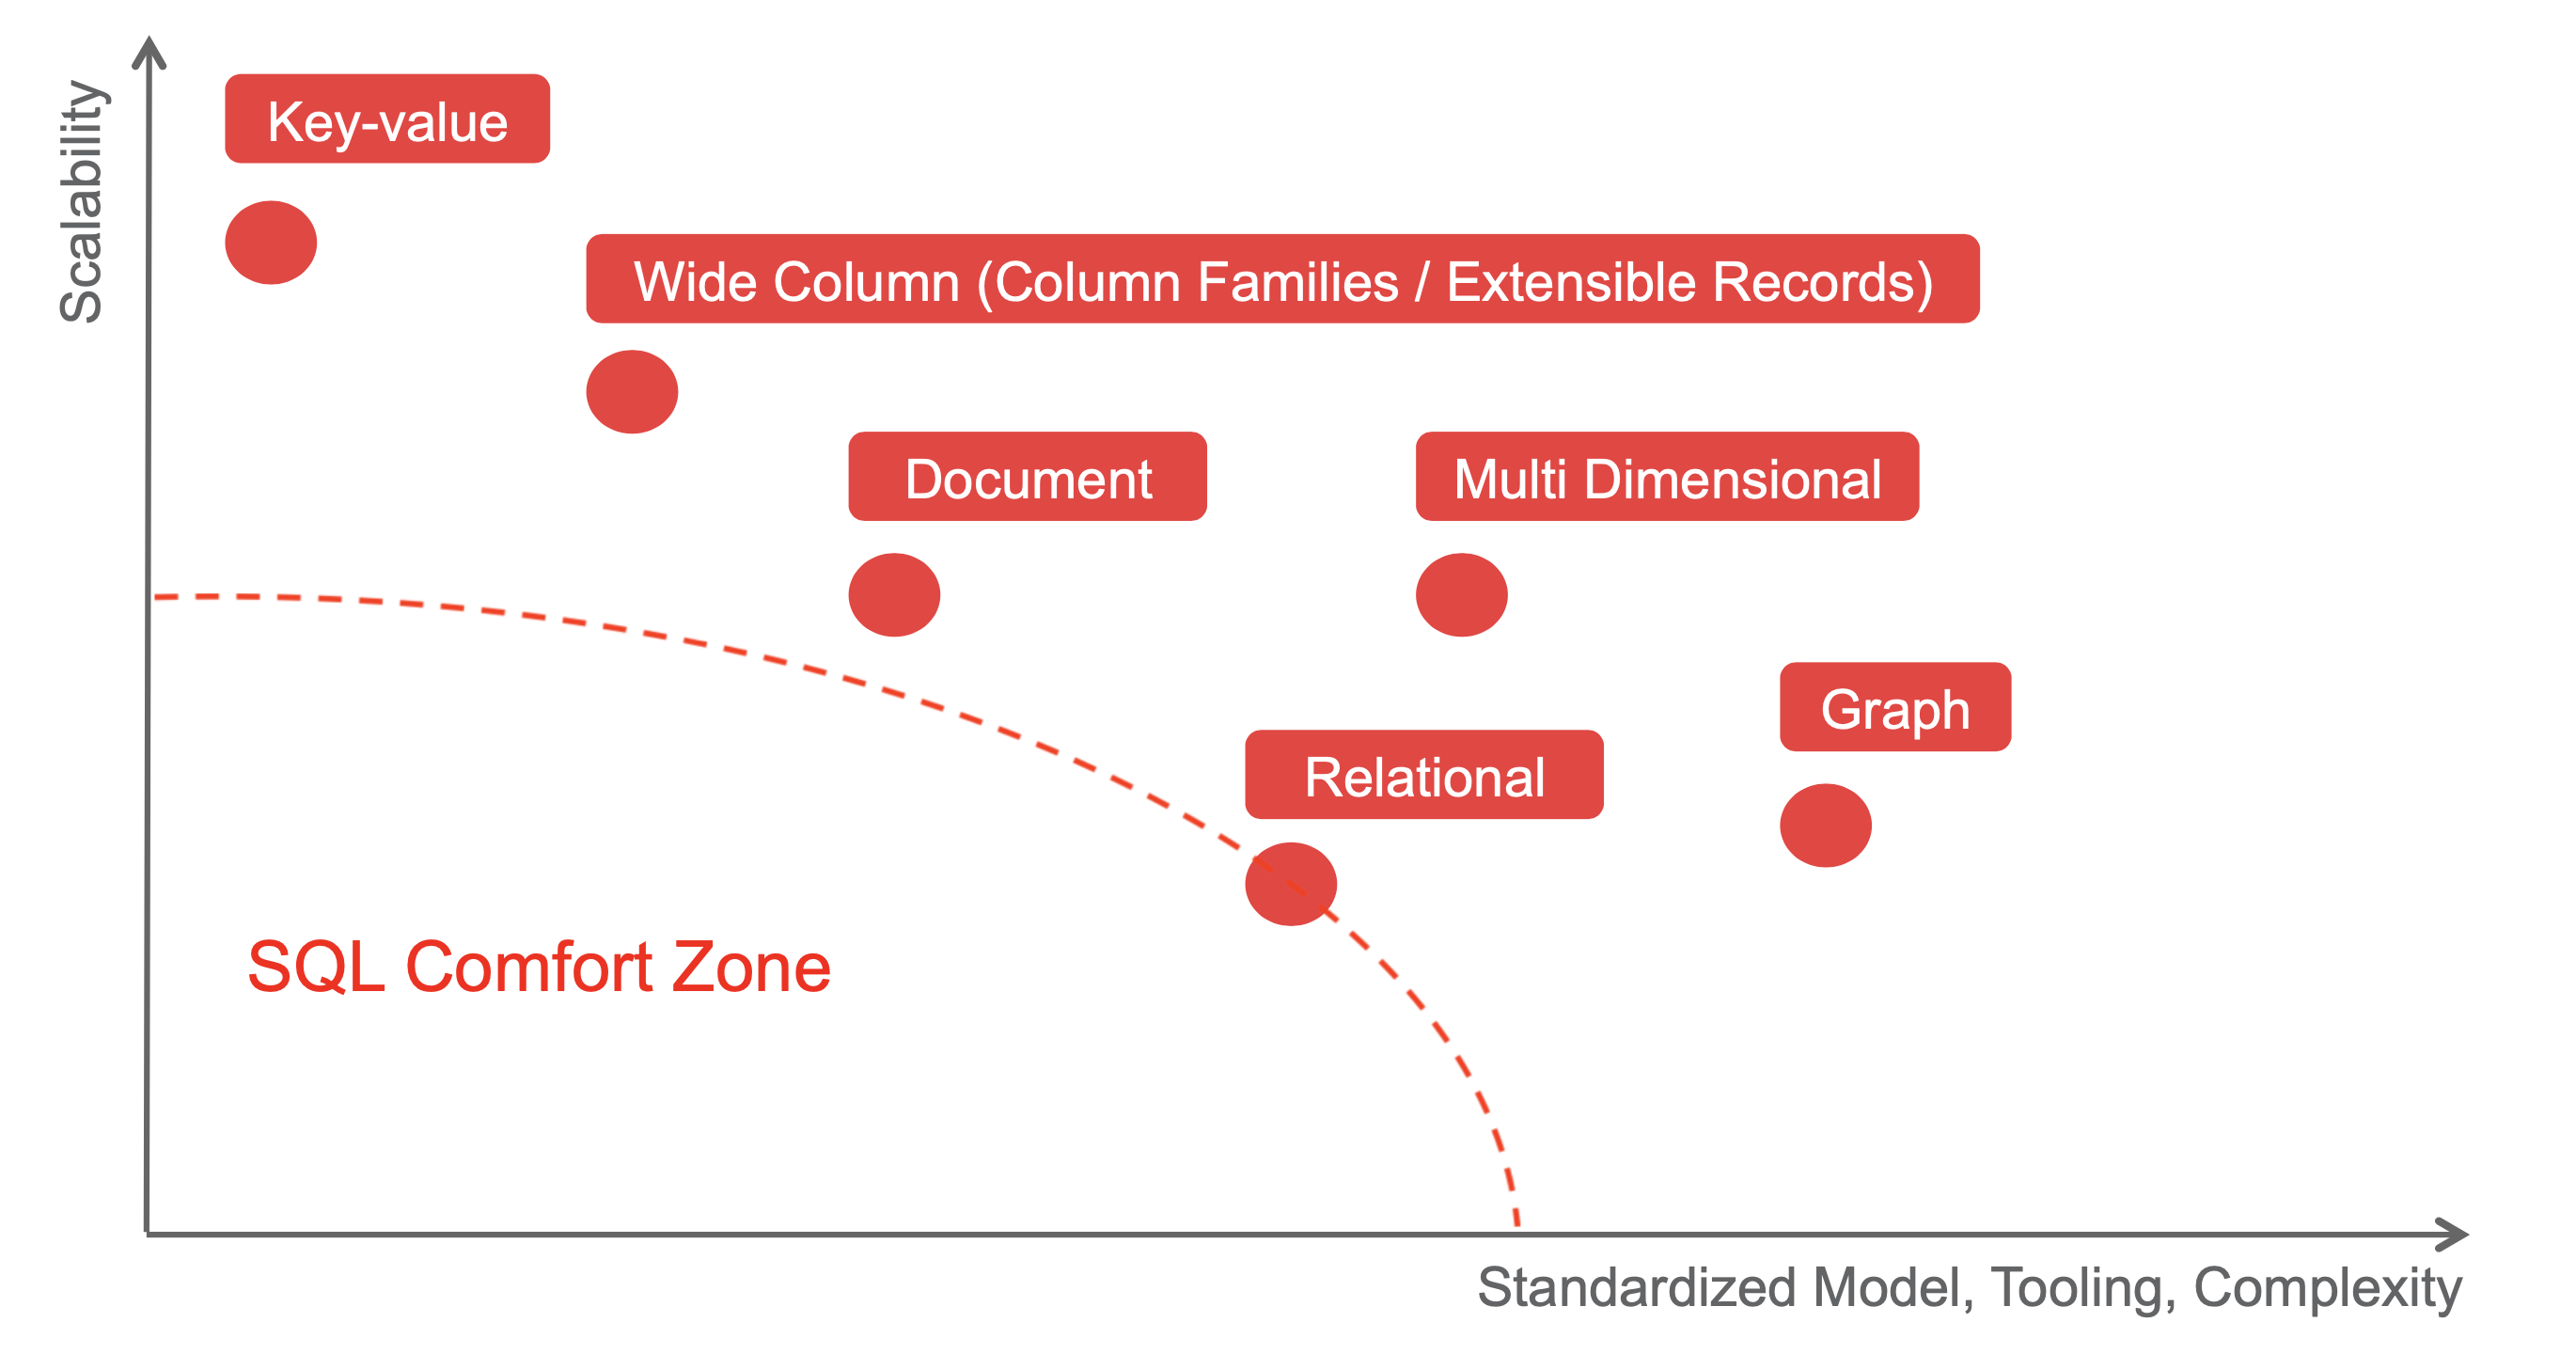 Scalability
Key-value
Wide Column (Column Families / Extensible Records)
Document
Multi Dimensional
Graph
Relational
SQL Comfort Zone
Standardized Model, Tooling, Complexity